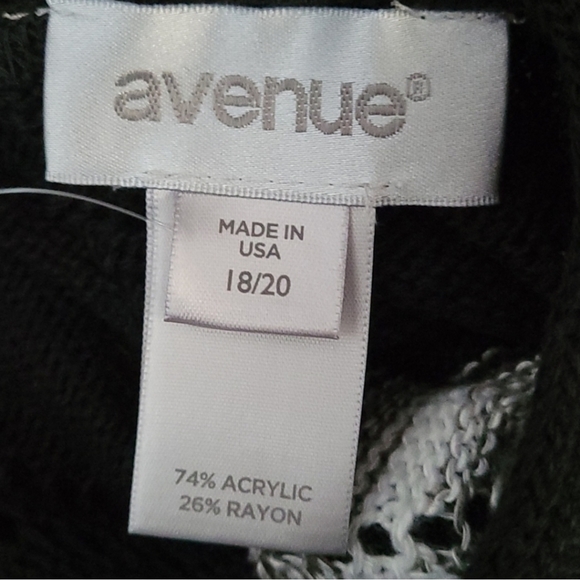 avenue®
MADE IN
USA
18/20
74% ACRYLIC
26% RAYON